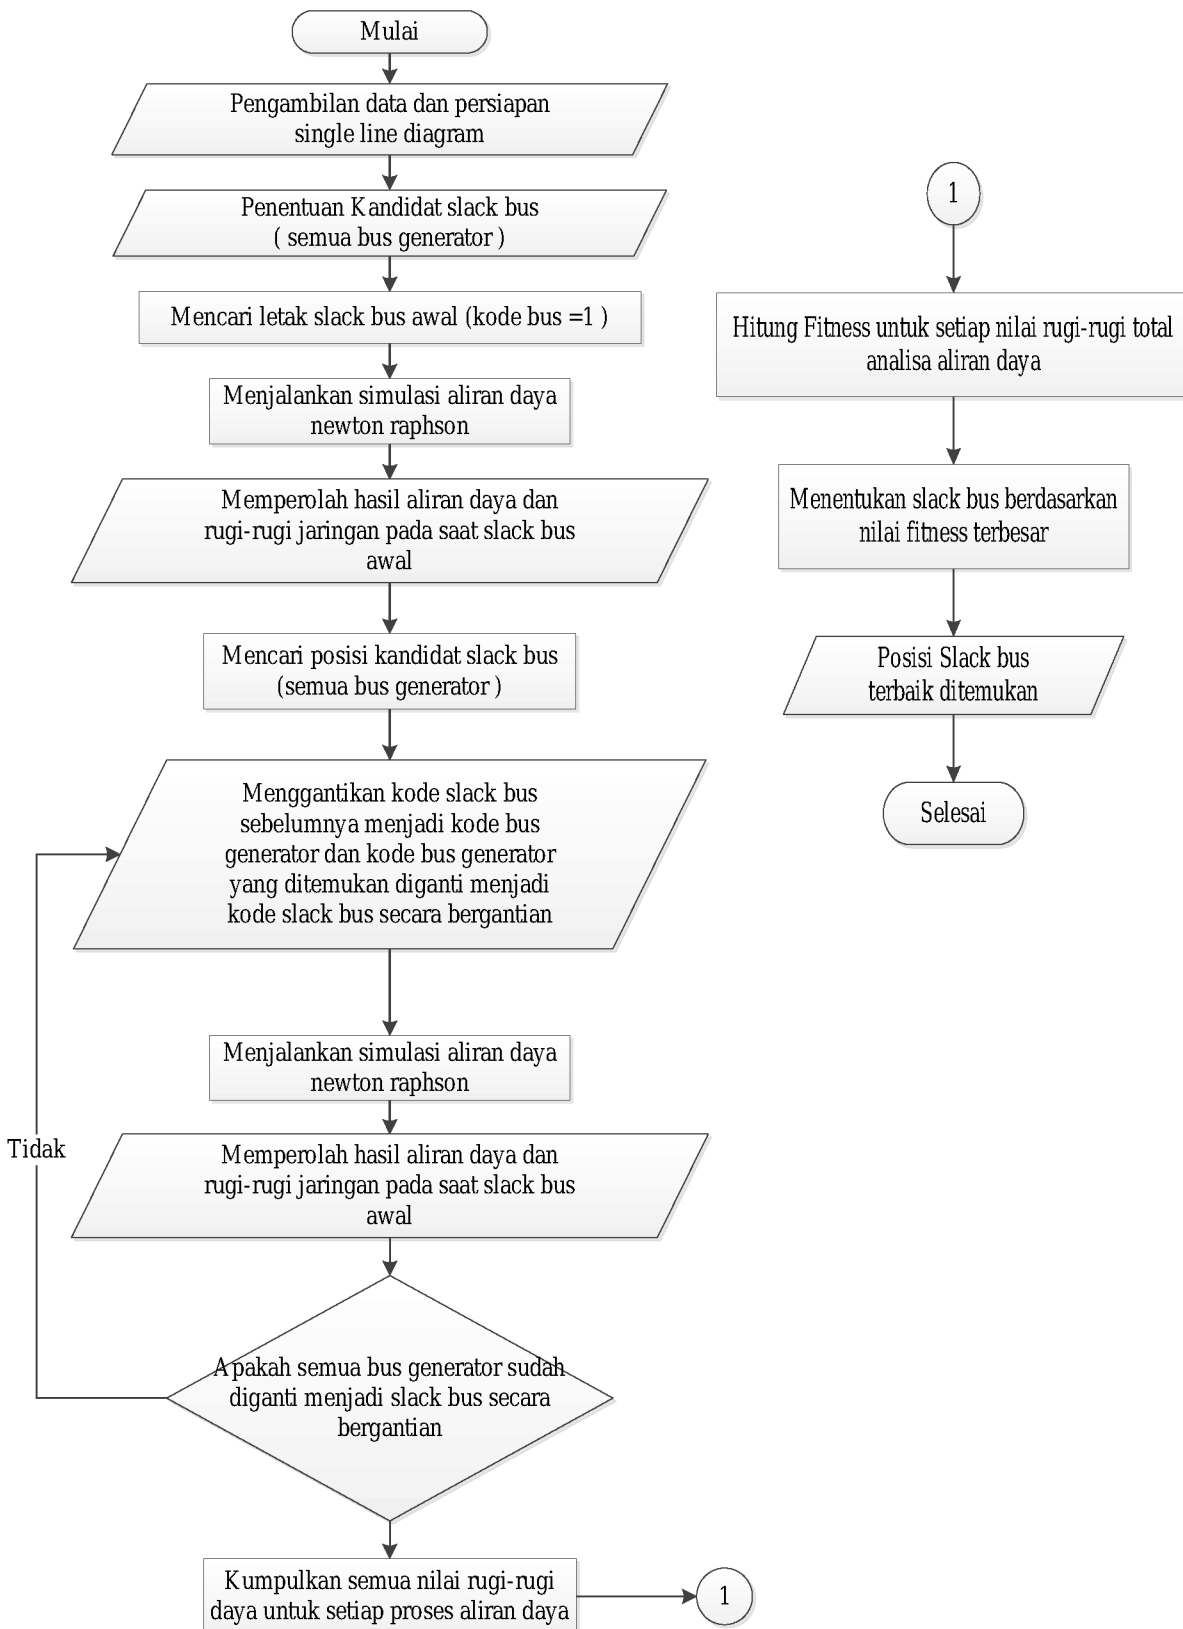 Mulai
Pengambilan data dan persiapan
single line diagram
Penentuan Kandidat slack bus
( semua bus generator )
Mencari letak slack bus awal (kode bus =1 )
Menjalankan simulasi aliran daya
newton raphson
Memperolah hasil aliran daya dan
rugi-rugi jaringan pada saat slack bus
awal
Mencari posisi kandidat slack bus
(semua bus generator )
Menggantikan kode slack bus
sebelumnya menjadi kode bus
generator dan kode bus generator
yang ditemukan diganti menjadi
kode slack bus secara bergantian
Menjalankan simulasi aliran daya
newton raphson
Tidak
Memperolah hasil aliran daya dan
rugi-rugi jaringan pada saat slack bus
awal
Apakah semua bus generator sudah
diganti menjadi slack bus secara
bergantian
Kumpulkan semua nilai rugi-rugi
daya untuk setiap proses aliran daya
1
1
Hitung Fitness untuk setiap nilai rugi-rugi total
analisa aliran daya
Menentukan slack bus berdasarkan
nilai fitness terbesar
Posisi Slack bus
terbaik ditemukan
Selesai